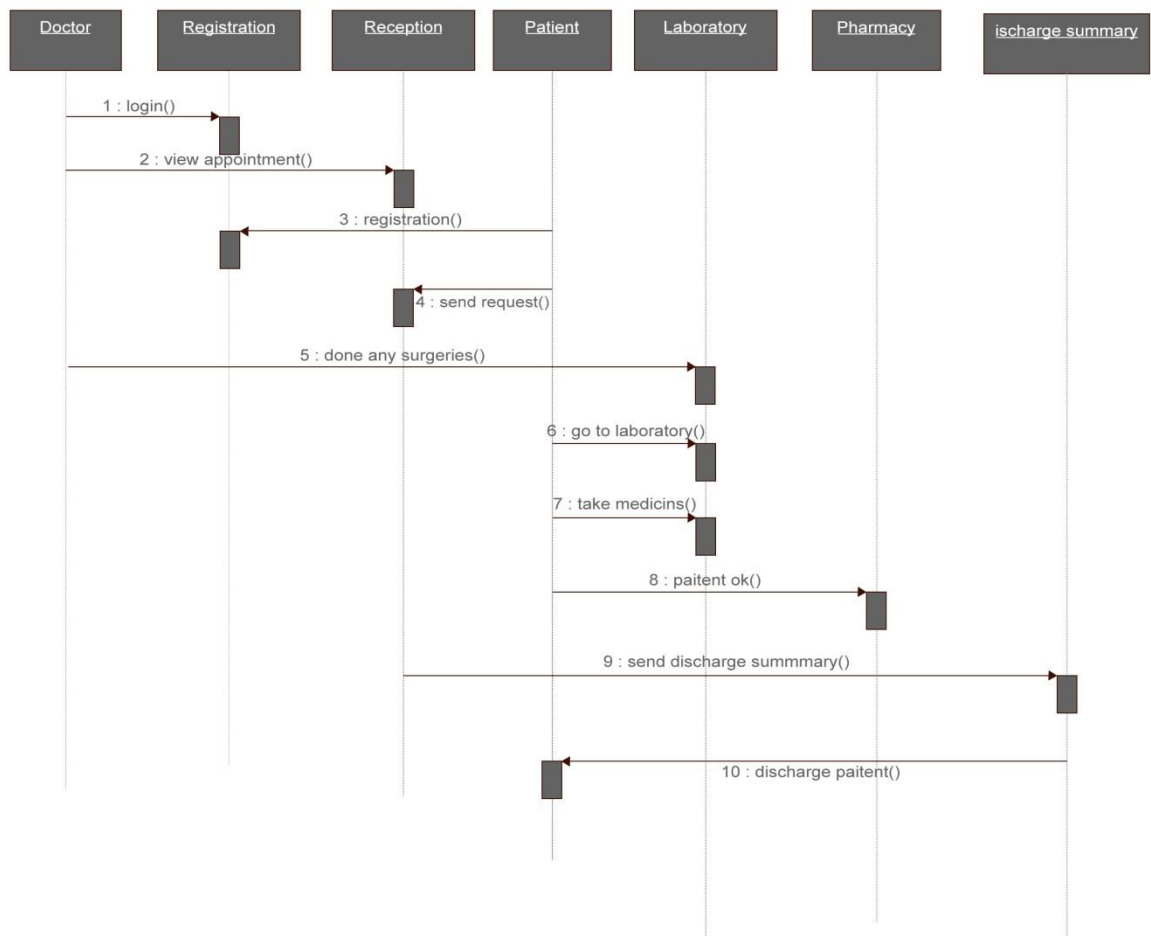 Doctor
Registration
Reception
Patient
Laboratory
Pharmacy
ischarge summary
1 : login()
2 : view appointment()
3 : registration()
4 : send request()
5 : done any surgeries()
6 : go to laboratory()
7 : take medicins()
8 : paitent ok()
9 : send discharge summmary()
10 : discharge paitent()